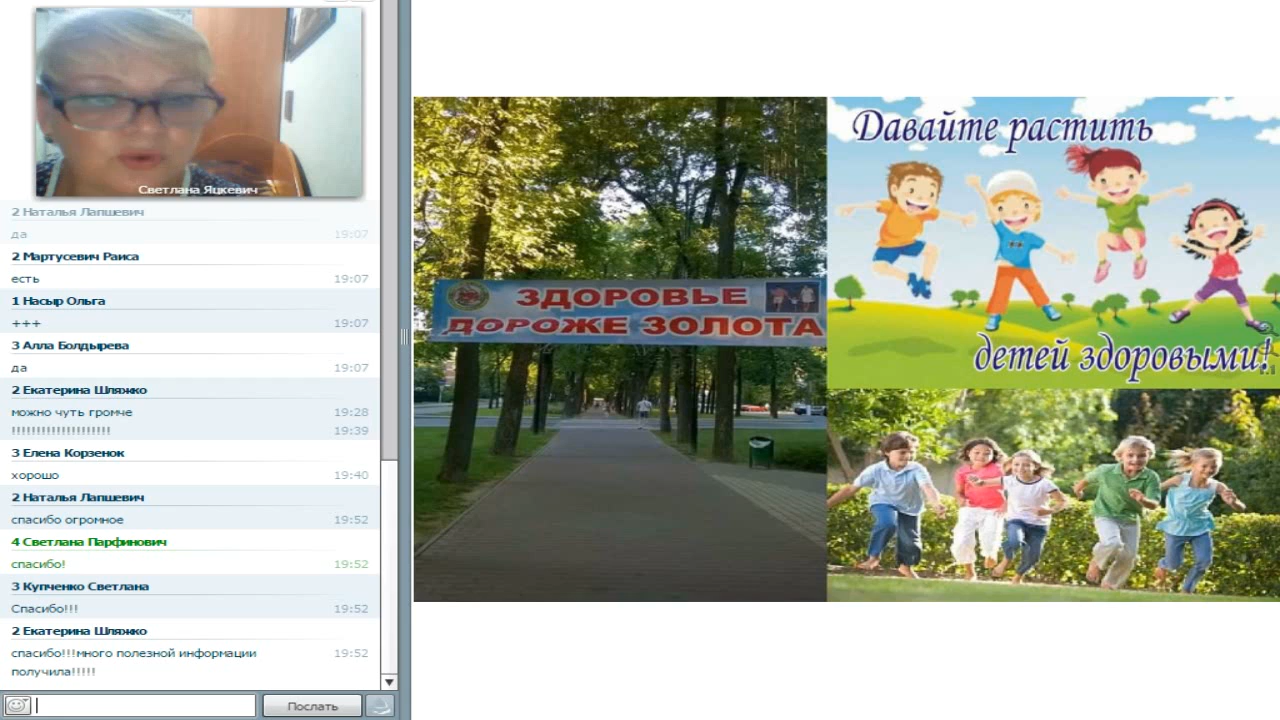 Светлана Яцкевич
2 Наталья Лапшевич
да 19:07
2 Мартусевич Раиса
есть 19:07
1 Насыр Ольга
+++ 19:07
3 Алла Болдырева
да 19:07
2 Екатерина Шляжко
можно чуть громче 19:28
!!!!!!!!!!!!!!!!!!!! 19:39
3 Елена Корзенок
хорошо 19:40
2 Наталья Лапшевич
спасибо огромное 19:52
4 Светлана Парфинович
спасибо! 19:52
3 Купченко Светлана
Спасибо!!! 19:52
2 Екатерина Шляжко
спасибо!!!много полезной информации 19:52
получила!!!!!
Послать
ЗДОРОВЬЕ
ДОРОЖЕ ЗОЛОТА
Давайте растить
детей здоровыми!